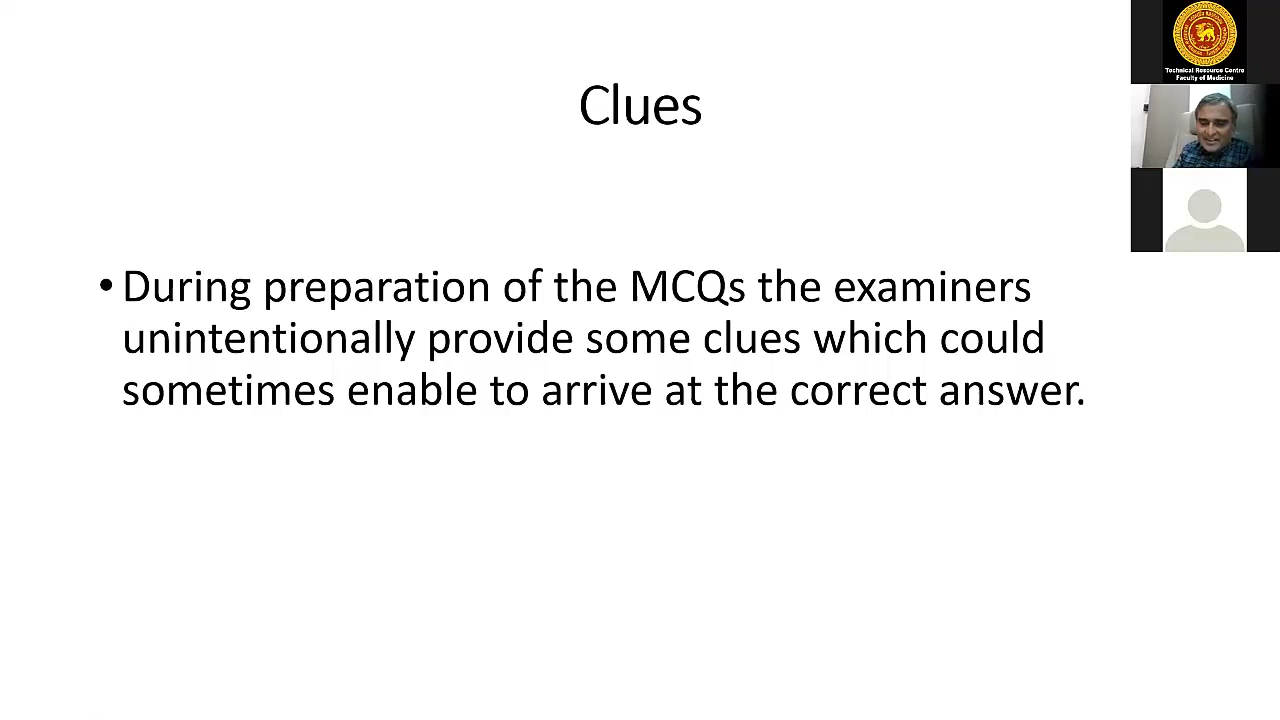 Clues
• During preparation of the MCQs the examiners
unintentionally provide some clues which could
sometimes enable to arrive at the correct answer.
Technical Resource Centre
Faculty of Medicine